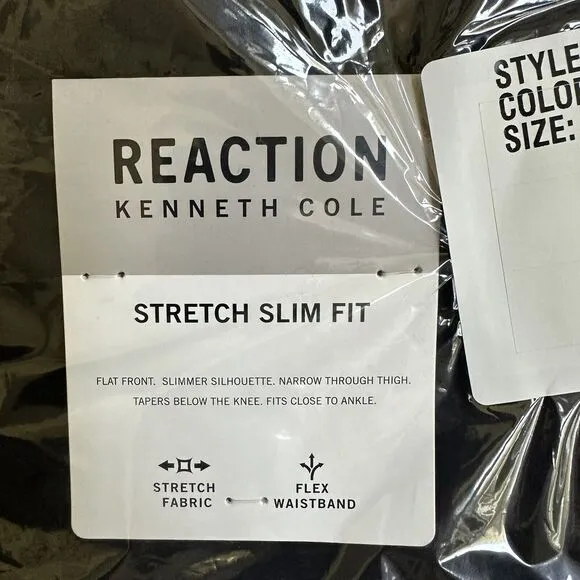 REACTION
KENNETH COLE
STRETCH SLIM FIT
FLAT FRONT. SLIMMER SILHOUETTE. NARROW THROUGH THIGH.
TAPERS BELOW THE KNEE. FITS CLOSE TO ANKLE.
STRETCH
FABRIC
FLEX
WAISTBAND
STYLE
COLOR
SIZE: